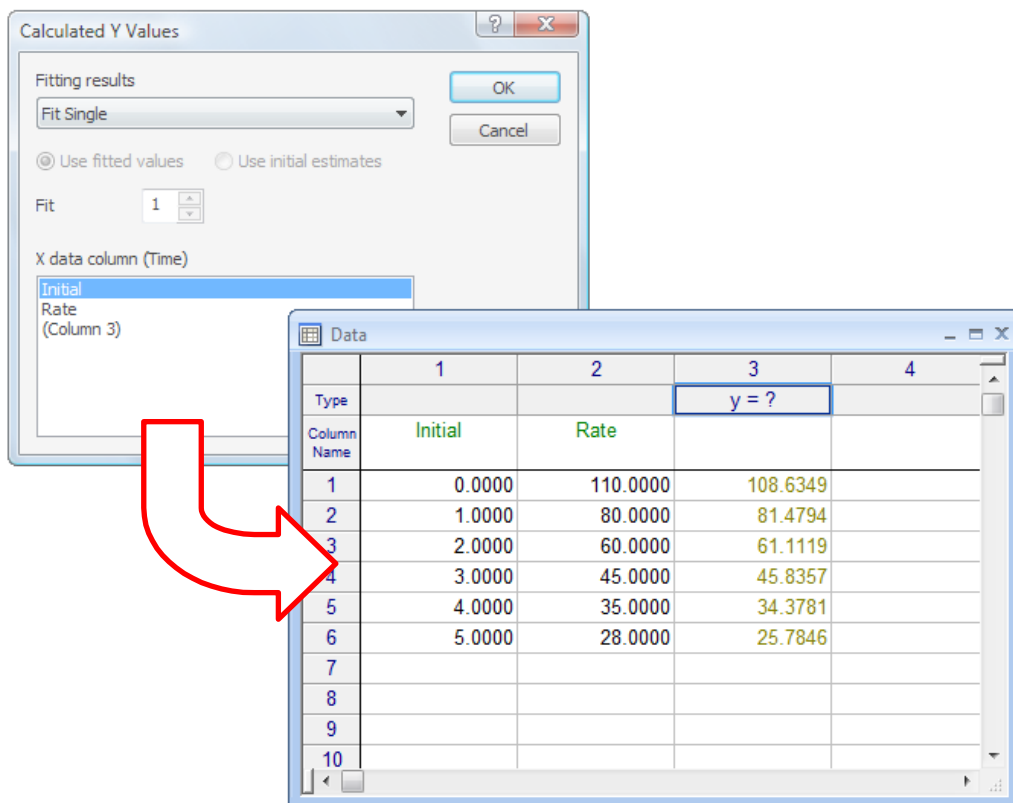 Calculated Y Values
Fitting results
OK
Fit Single
Cancel
Use fitted values Use initial estimates
Fit 1
X data column (Time)
Initial
Rate
(Column 3)
Data
1 2 3 4
Type y = ?
Column Name Initial Rate
1 0.0000 110.0000 108.6349
2 1.0000 80.0000 81.4794
3 2.0000 60.0000 61.1119
4 3.0000 45.0000 45.8357
5 4.0000 35.0000 34.3781
6 5.0000 28.0000 25.7846
7
8
9
10